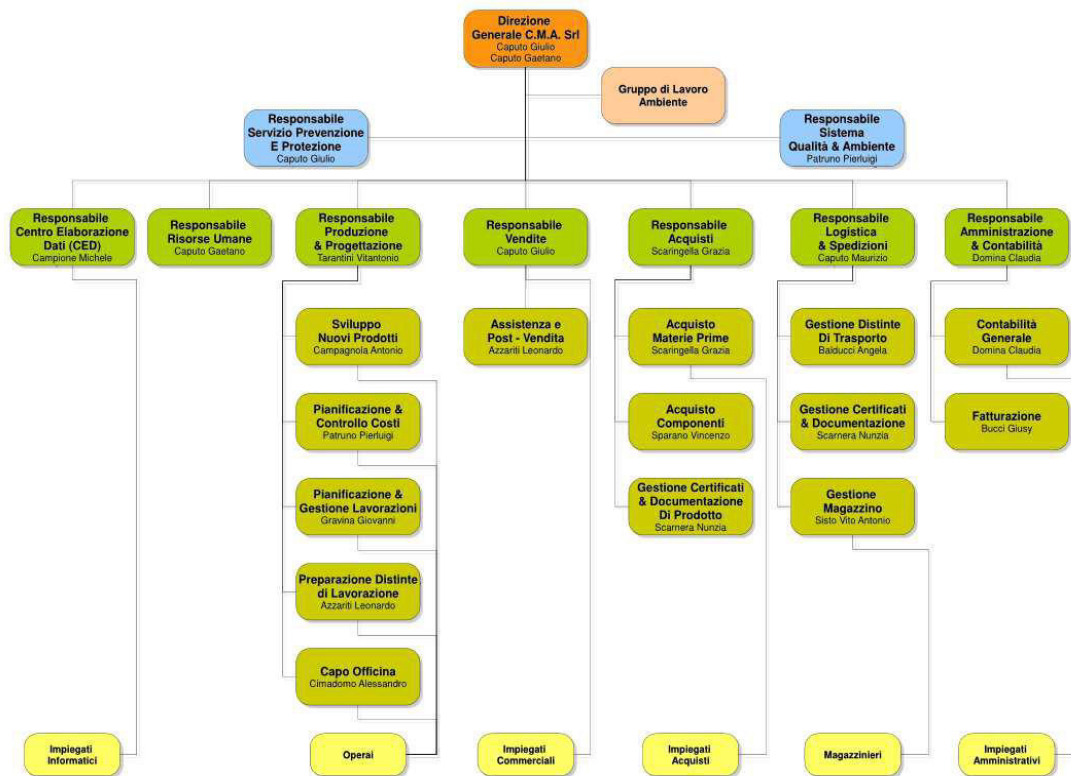 Direzione
Generale C.M.A. Srl
Caputo Giulio
Caputo Gaetano
Gruppo di Lavoro
Ambiente
Responsabile
Servizio Prevenzione
E Protezione
Caputo Giulio
Responsabile
Sistema
Qualità & Ambiente
Patruno Pierluigi
Responsabile
Centro Elaborazione
Dati (CED)
Campione Michele
Responsabile
Risorse Umane
Caputo Gaetano
Responsabile
Produzione
& Progettazione
Tarantini Vitantonio
Responsabile
Vendite
Caputo Giulio
Responsabile
Acquisti
Scaringella Grazia
Responsabile
Logistica
& Spedizioni
Caputo Maurizio
Responsabile
Amministrazione
& Contabilità
Domina Claudia
Sviluppo
Nuovi Prodotti
Campagnola Antonio
Assistenza e
Post - Vendita
Azzariti Leonardo
Acquisto
Materie Prime
Scaringella Grazia
Gestione Distinte
Di Trasporto
Balducci Angela
Contabilità
Generale
Domina Claudia
Pianificazione &
Controllo Costi
Patruno Pierluigi
Acquisto
Componenti
Sparano Vincenzo
Gestione Certificati
& Documentazione
Scarnera Nunzia
Fatturazione
Bucci Giusy
Pianificazione &
Gestione Lavorazioni
Gravina Giovanni
Gestione Certificati
& Documentazione
Di Prodotto
Scarnera Nunzia
Gestione
Magazzino
Sisto Vito Antonio
Preparazione Distinte
di Lavorazione
Azzariti Leonardo
Capo Officina
Cimadomo Alessandro
Impiegati
Informatici
Operai
Impiegati
Commerciali
Impiegati
Acquisti
Magazzinieri
Impiegati
Amministrativi